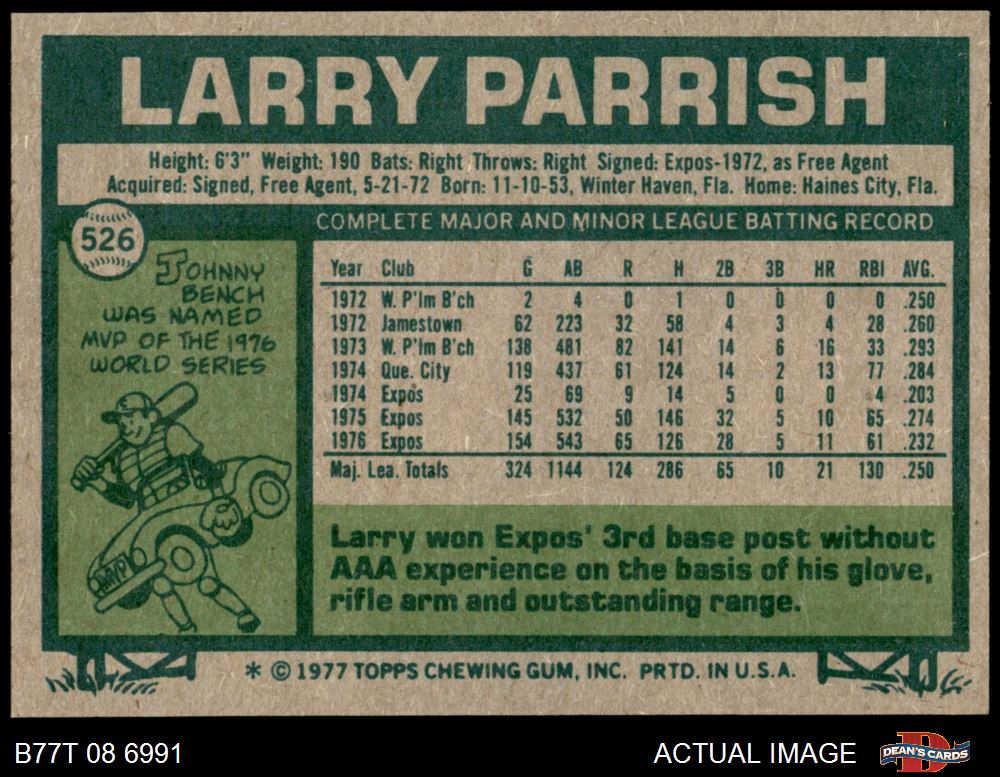 LARRY PARRISH
Height: 6'3" Weight: 190 Bats: Right Throws: Right Signed: Expos-1972, as Free Agent
Acquired: Signed, Free Agent, 5-21-72 Born: 11-10-53, Winter Haven, Fla. Home: Haines City, Fla.
526
COMPLETE MAJOR AND MINOR LEAGUE BATTING RECORD
JOHNNY
BENCH
WAS NAMED
MVP OF THE 1976
WORLD SERIES
MVP
Year Club G AB R H 2B 3B HR RBI AVG.
1972 W. P'lm B'ch 2 4 0 1 0 0 0 0 .250
1972 Jamestown 62 223 32 58 4 3 4 28 .260
1973 W. P'lm B'ch 138 481 82 141 14 6 16 33 .293
1974 Que. City 119 437 61 124 14 2 13 77 .284
1974 Expos 25 69 9 14 5 0 0 4 .203
1975 Expos 145 532 50 146 32 5 10 65 .274
1976 Expos 154 543 65 126 28 5 11 61 .232
Maj. Lea. Totals 324 1144 124 286 65 10 21 130 .250
Larry won Expos' 3rd base post without
AAA experience on the basis of his glove,
rifle arm and outstanding range.
* © 1977 TOPPS CHEWING GUM, INC. PRTD. IN U.S.A.
B77T 08 6991
ACTUAL IMAGE
D
DEAN'S CARDS